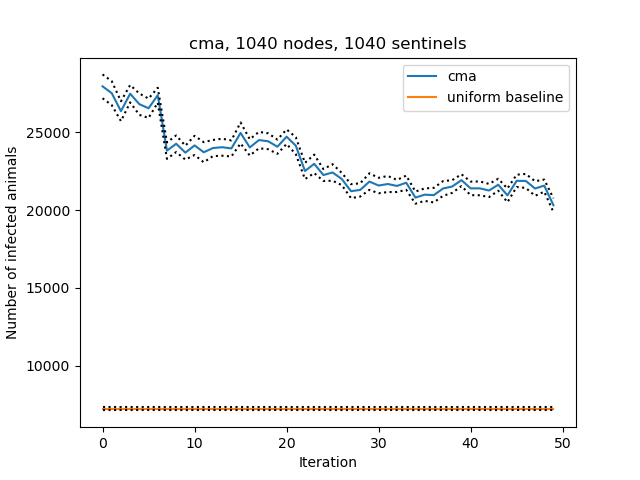 cma, 1040 nodes, 1040 sentinels
cma
uniform baseline
Number of infected animals
25000
20000
15000
10000
0 10 20 30 40 50
Iteration